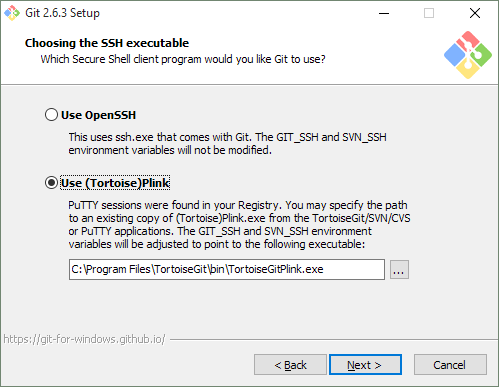 Git 2.6.3 Setup
Choosing the SSH executable
Which Secure Shell client program would you like Git to use?
Use OpenSSH
This uses ssh.exe that comes with Git. The GIT_SSH and SVN_SSH
environment variables will not be modified.
Use (Tortoise)Plink
PuTTY sessions were found in your Registry. You may specify the path
to an existing copy of (Tortoise)Plink.exe from the TortoiseGit/SVN/CVS
or PuTTY applications. The GIT_SSH and SVN_SSH environment
variables will be adjusted to point to the following executable:
C:\Program Files\TortoiseGit\bin\TortoiseGitPlink.exe
...
https://git-for-windows.github.io/
< Back
Next >
Cancel